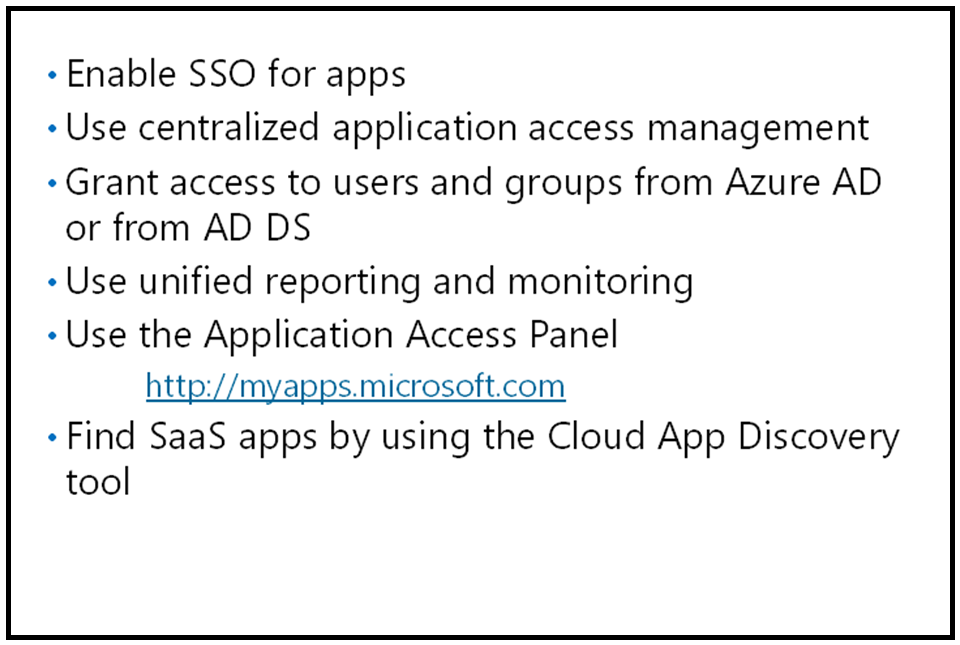 • Enable SSO for apps
• Use centralized application access management
• Grant access to users and groups from Azure AD
or from AD DS
• Use unified reporting and monitoring
• Use the Application Access Panel
http://myapps.microsoft.com
• Find SaaS apps by using the Cloud App Discovery
tool